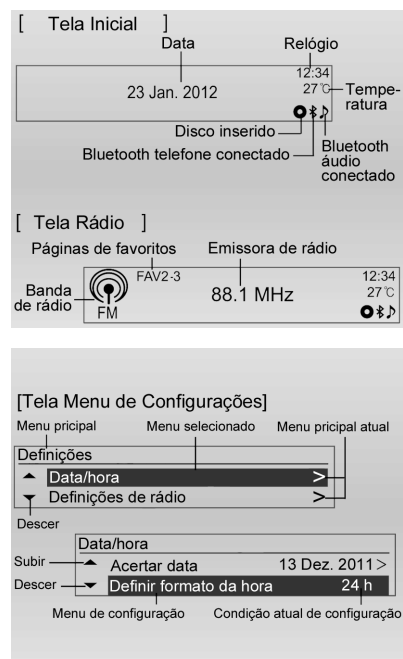 [ Tela Inicial ]
Data Relógio
12:34
23 Jan. 2012 27°C Tempe-
ratura
Disco inserido
Bluetooth telefone conectado Bluetooth
áudio
conectado
[ Tela Rádio ]
Páginas de favoritos Emissora de rádio
FAV2-3 12:34
Banda
de rádio 88.1 MHz 27°C
FM
[Tela Menu de Configurações]
Menu pricipal Menu selecionado Menu pricipal atual
Definições
Data/hora >
Definições de rádio >
Descer
Data/hora
Subir Acertar data 13 Dez. 2011 >
Descer Definir formato da hora 24 h
Menu de configuração Condição atual de configuração